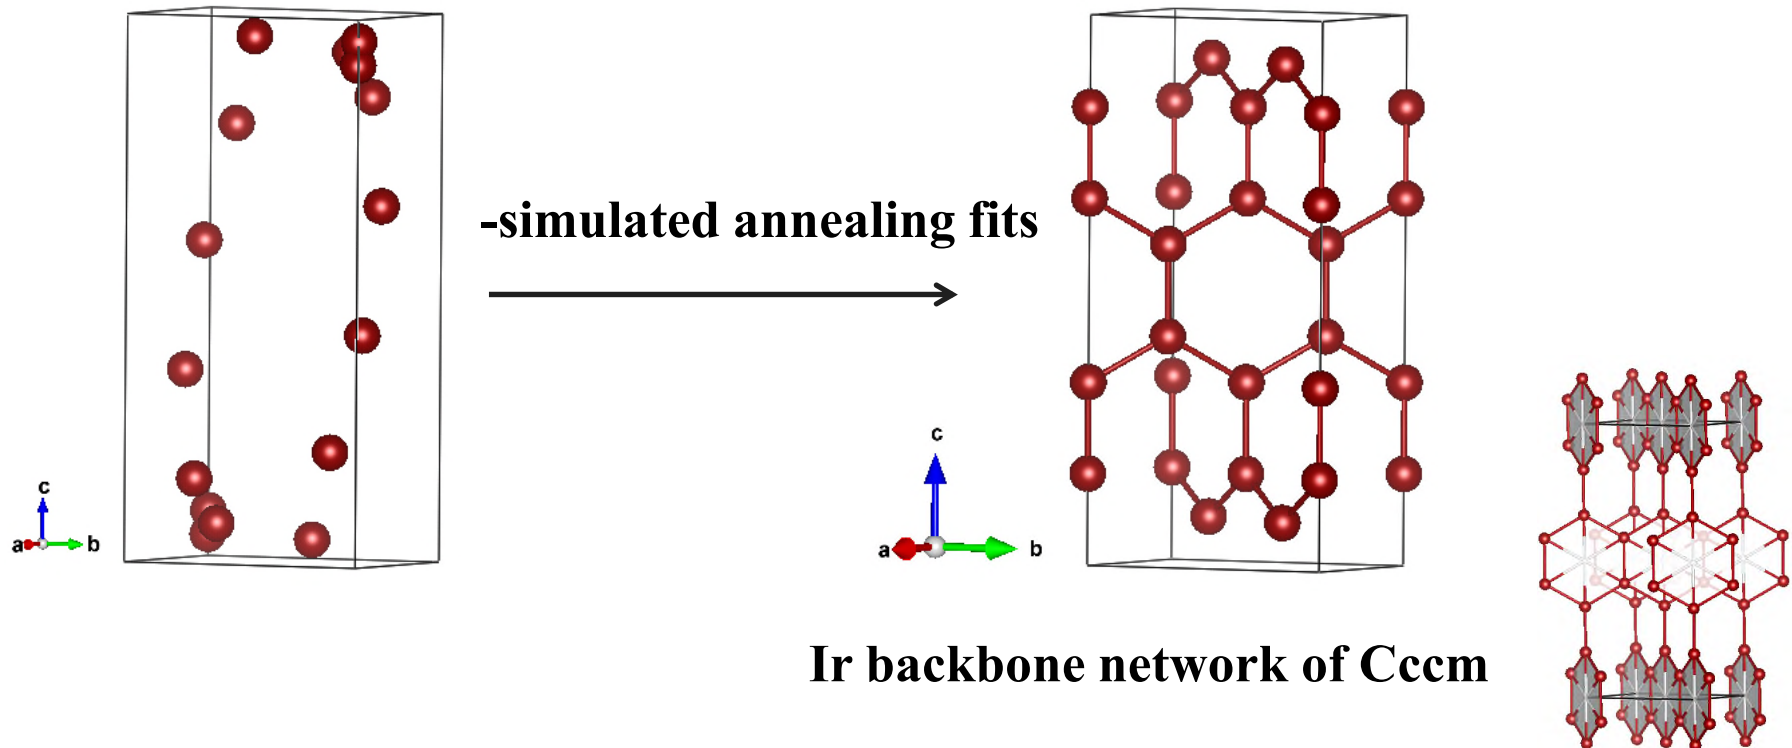 -simulated annealing fits
c
a
b
c
a
b
Ir backbone network of Cccm